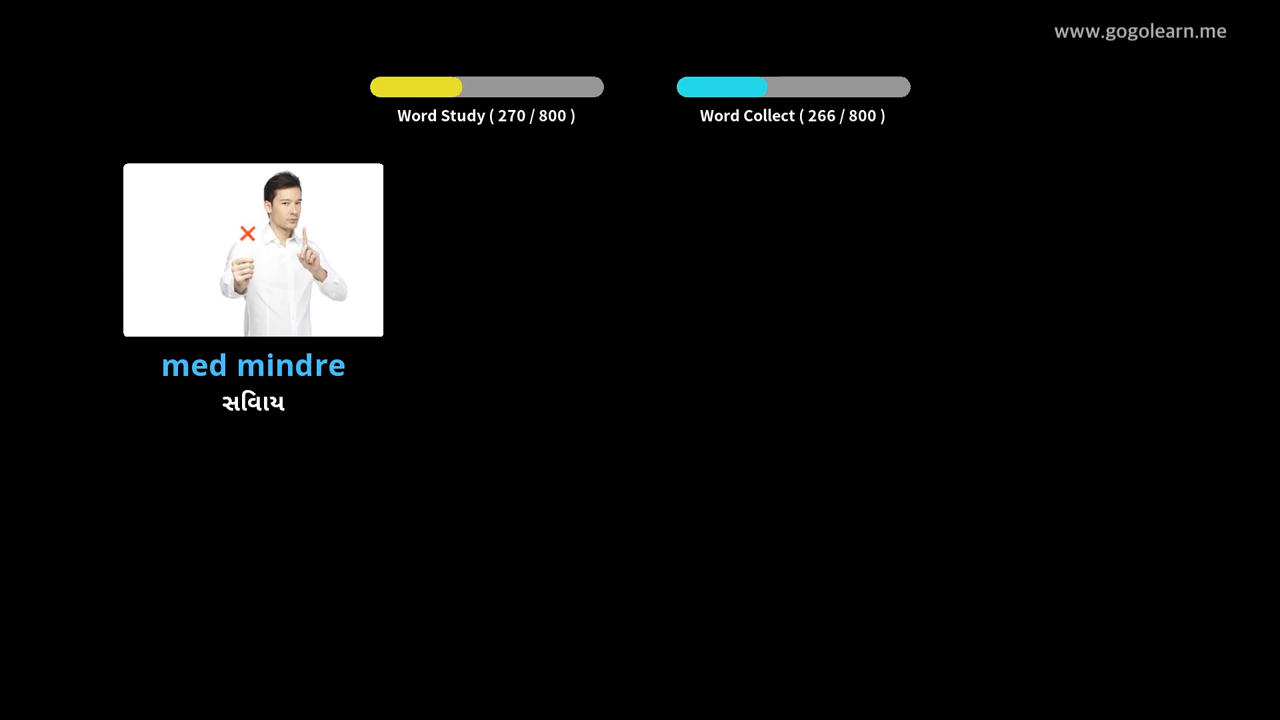 www.gogolearn.me
Word Study ( 270 / 800 )
Word Collect ( 266 / 800 )
med mindre
સિવાય